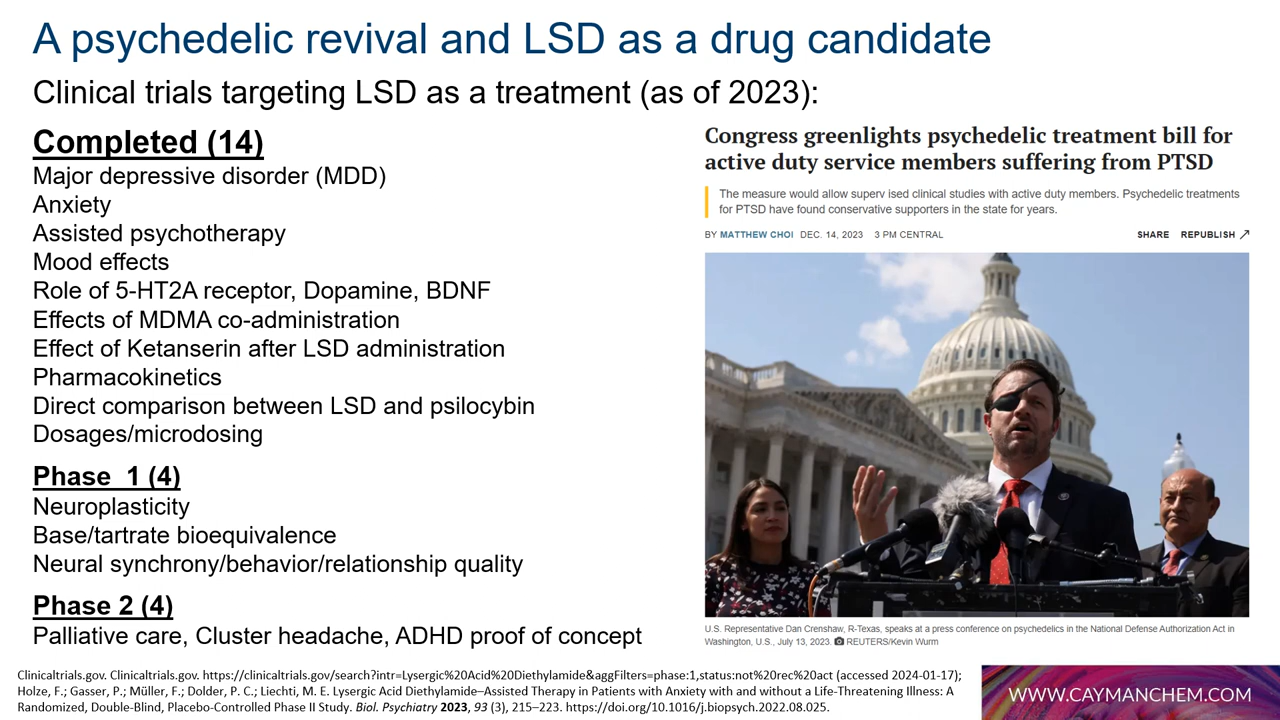 A psychedelic revival and LSD as a drug candidate
Clinical trials targeting LSD as a treatment (as of 2023):
Completed (14)
Major depressive disorder (MDD)
Anxiety
Assisted psychotherapy
Mood effects
Role of 5-HT2A receptor, Dopamine, BDNF
Effects of MDMA co-administration
Effect of Ketanserin after LSD administration
Pharmacokinetics
Direct comparison between LSD and psilocybin
Dosages/microdosing
Phase 1 (4)
Neuroplasticity
Base/tartrate bioequivalence
Neural synchrony/behavior/relationship quality
Phase 2 (4)
Palliative care, Cluster headache, ADHD proof of concept
Congress greenlights psychedelic treatment bill for
active duty service members suffering from PTSD
The measure would allow superv ised clinical studies with active duty members. Psychedelic treatments
for PTSD have found conservative supporters in the state for years.
BY MATTHEW CHOI DEC. 14, 2023 3 PM CENTRAL SHARE REPUBLISH
U.S. Representative Dan Crenshaw, R-Texas, speaks at a press conference on psychedelics in the National Defense Authorization Act in
Washington, U.S., July 13, 2023. REUTERS/Kevin Wurm
Clinicaltrials.gov. Clinicaltrials.gov. https://clinicaltrials.gov/search?intr=Lysergic%20Acid%20Diethylamide&aggFilters=phase:1,status:not%20rec%20act (accessed 2024-01-17);
Holze, F.; Gasser, P.; Müller, F.; Dolder, P. C.; Liechti, M. E. Lysergic Acid Diethylamide–Assisted Therapy in Patients with Anxiety with and without a Life-Threatening Illness: A
Randomized, Double-Blind, Placebo-Controlled Phase II Study. Biol. Psychiatry 2023, 93 (3), 215–223. https://doi.org/10.1016/j.biopsych.2022.08.025.
WWW.CAYMANCHEM.COM